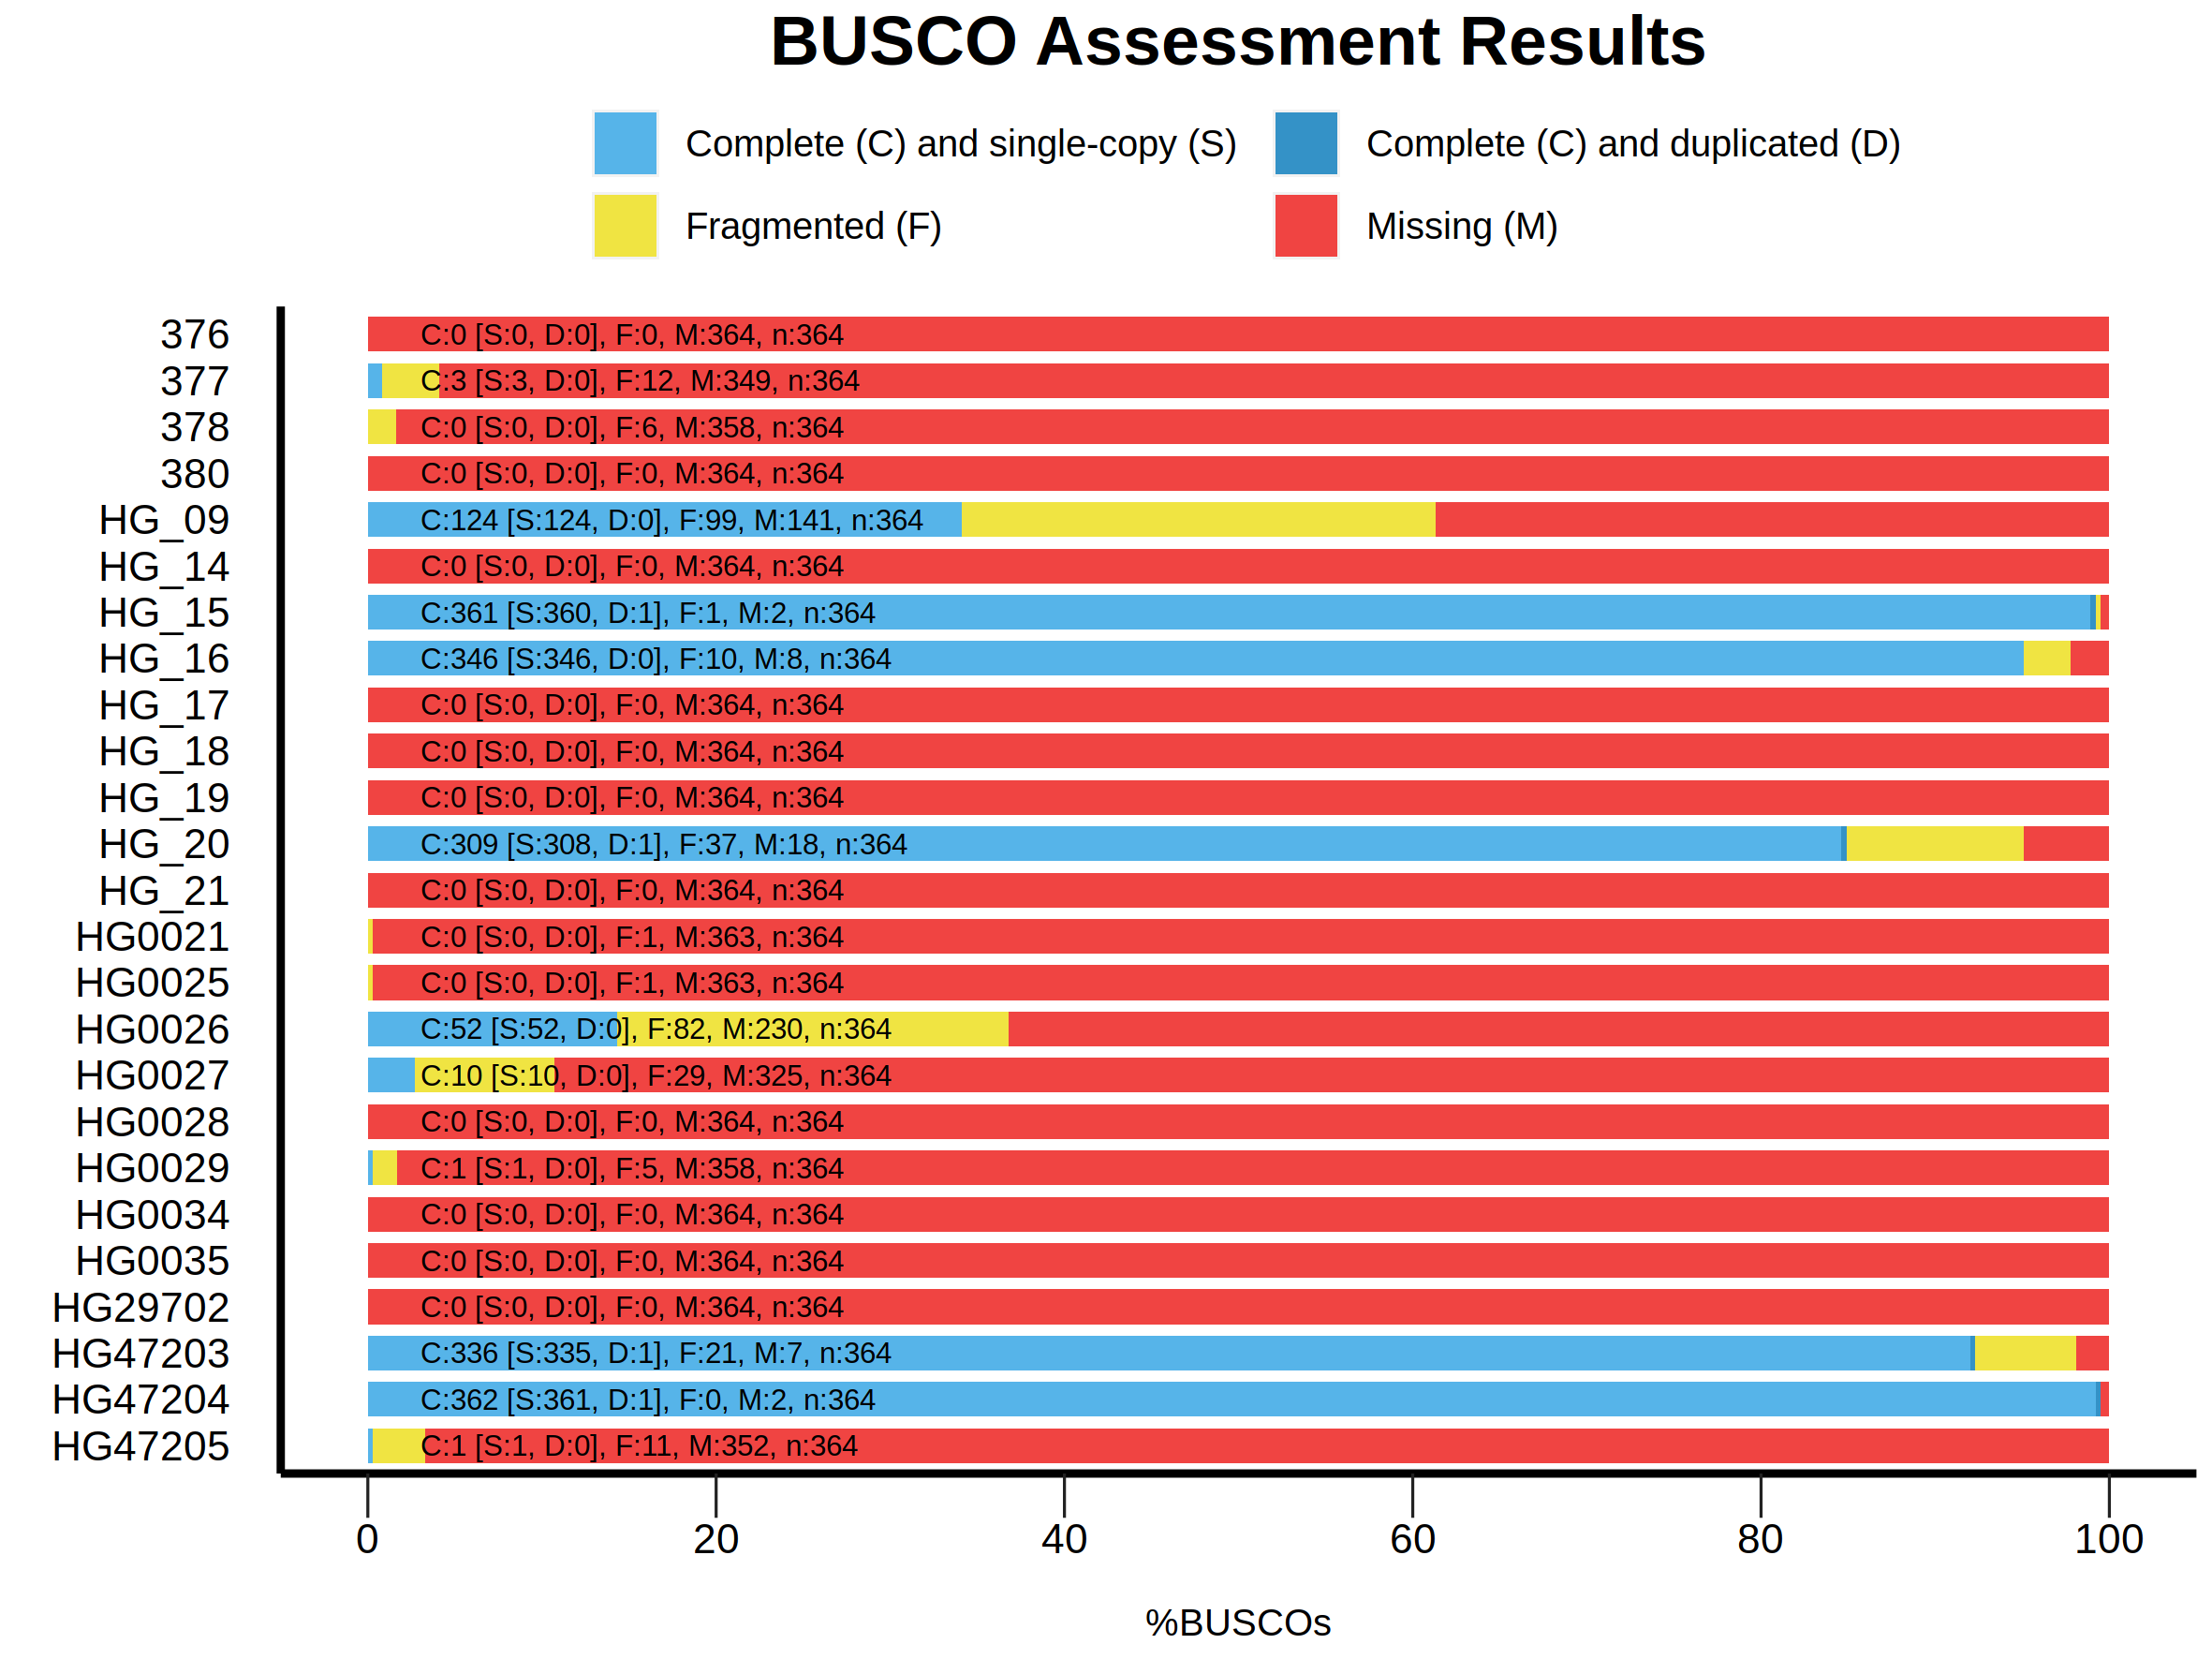 BUSCO Assessment Results
Complete (C) and single-copy (S) Complete (C) and duplicated (D)
Fragmented (F) Missing (M)
376 C:0 [S:0, D:0], F:0, M:364, n:364
377 C:3 [S:3, D:0], F:12, M:349, n:364
378 C:0 [S:0, D:0], F:6, M:358, n:364
380 C:0 [S:0, D:0], F:0, M:364, n:364
HG_09 C:124 [S:124, D:0], F:99, M:141, n:364
HG_14 C:0 [S:0, D:0], F:0, M:364, n:364
HG_15 C:361 [S:360, D:1], F:1, M:2, n:364
HG_16 C:346 [S:346, D:0], F:10, M:8, n:364
HG_17 C:0 [S:0, D:0], F:0, M:364, n:364
HG_18 C:0 [S:0, D:0], F:0, M:364, n:364
HG_19 C:0 [S:0, D:0], F:0, M:364, n:364
HG_20 C:309 [S:308, D:1], F:37, M:18, n:364
HG_21 C:0 [S:0, D:0], F:0, M:364, n:364
HG0021 C:0 [S:0, D:0], F:1, M:363, n:364
HG0025 C:0 [S:0, D:0], F:1, M:363, n:364
HG0026 C:52 [S:52, D:0], F:82, M:230, n:364
HG0027 C:10 [S:10, D:0], F:29, M:325, n:364
HG0028 C:0 [S:0, D:0], F:0, M:364, n:364
HG0029 C:1 [S:1, D:0], F:5, M:358, n:364
HG0034 C:0 [S:0, D:0], F:0, M:364, n:364
HG0035 C:0 [S:0, D:0], F:0, M:364, n:364
HG29702 C:0 [S:0, D:0], F:0, M:364, n:364
HG47203 C:336 [S:335, D:1], F:21, M:7, n:364
HG47204 C:362 [S:361, D:1], F:0, M:2, n:364
HG47205 C:1 [S:1, D:0], F:11, M:352, n:364
0 20 40 60 80 100
%BUSCOs